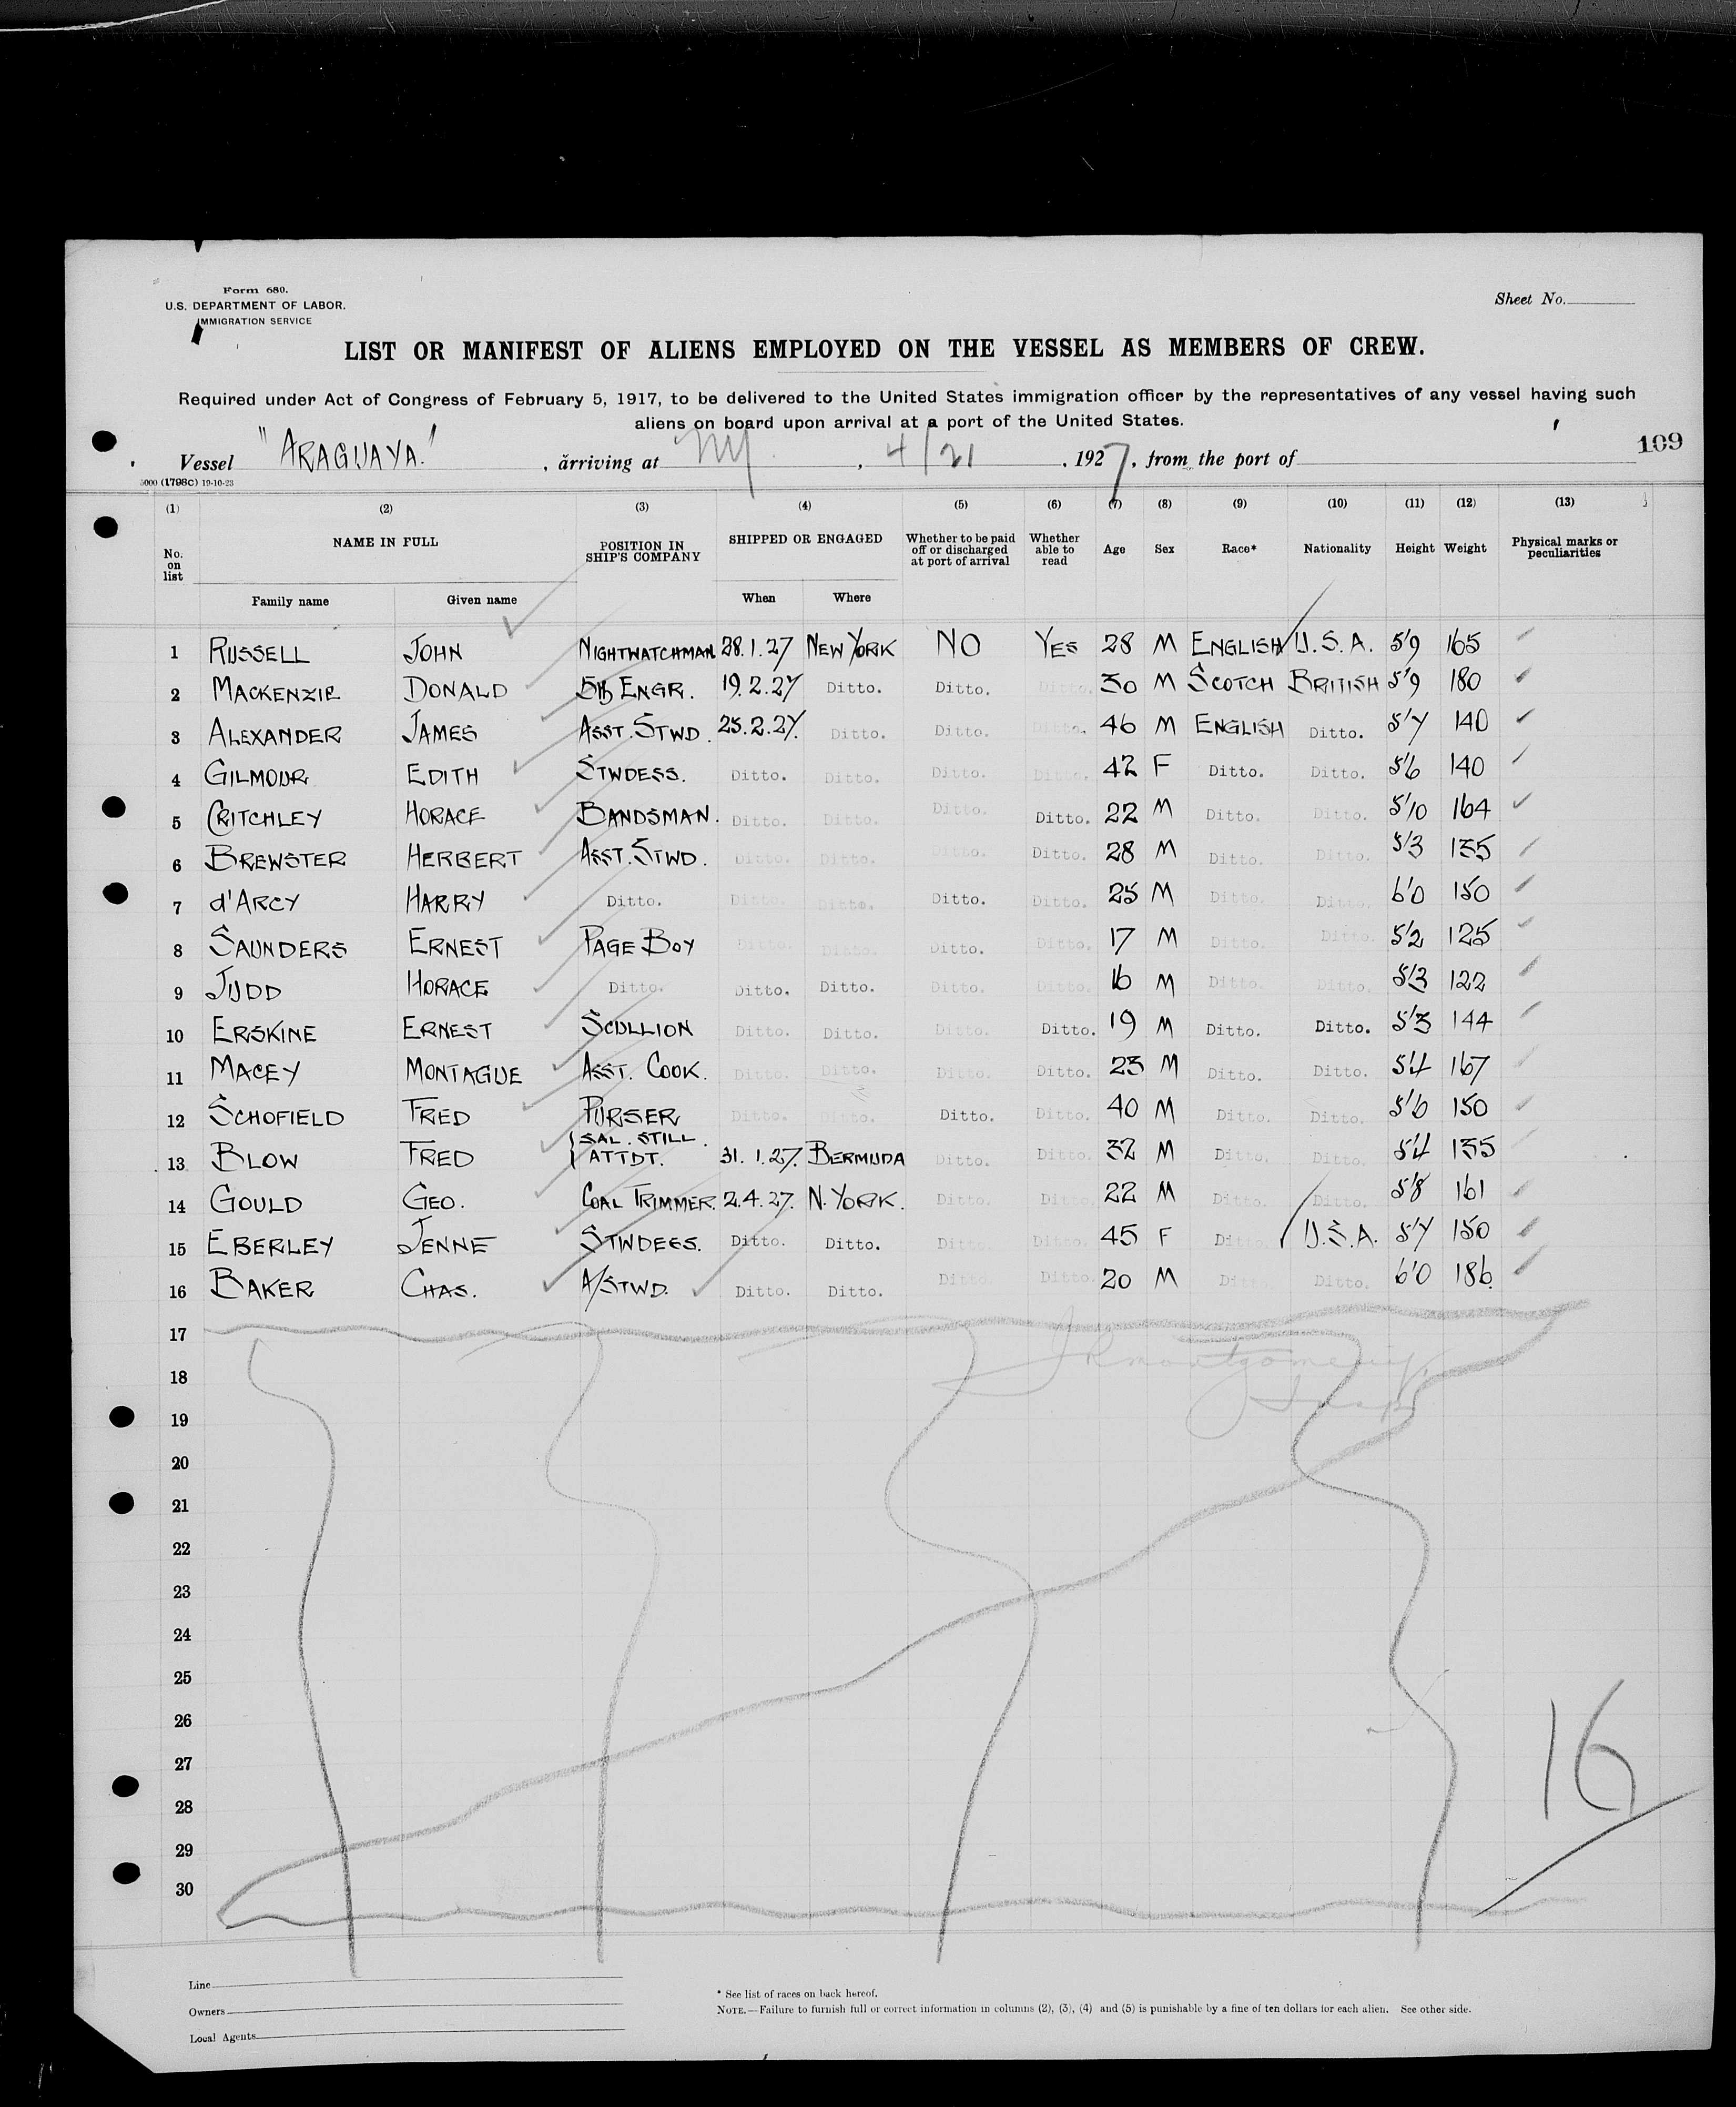 Form 680.
U.S. DEPARTMENT OF LABOR.
IMMIGRATION SERVICE
Sheet No.
LIST OR MANIFEST OF ALIENS EMPLOYED ON THE VESSEL AS MEMBERS OF CREW.
Required under Act of Congress of February 5, 1917, to be delivered to the United States immigration officer by the representatives of any vessel having such
aliens on board upon arrival at a port of the United States.
109
Vessel "ARAGUAYA", arriving at NY, 4/21, 1927, from the port of
5000 (1798C) 19-10-23
(1) (2) (3) (4) (5) (6) (7) (8) (9) (10) (11) (12) (13)
No. on list NAME IN FULL POSITION IN SHIP'S COMPANY SHIPPED OR ENGAGED Whether to be paid off or discharged at port of arrival Whether able to read Age Sex Race* Nationality Height Weight Physical marks or peculiarities
Family name Given name When Where
1 RUSSELL JOHN NIGHTWATCHMAN 28.1.27 NEW YORK NO YES 28 M ENGLISH U.S.A. 5'9 165
2 MACKENZIE DONALD 5th ENGR. 19.2.27 Ditto. Ditto. Ditto. 30 M SCOTCH BRITISH 5'9 180
3 ALEXANDER JAMES ASST. STWD. 25.2.27. Ditto. Ditto. Ditto. 46 M ENGLISH Ditto. 5'7 140
4 GILMOUR EDITH STWDESS. Ditto. Ditto. Ditto. Ditto. 42 F Ditto. Ditto. 5'6 140
5 CRITCHLEY HORACE BANDSMAN. Ditto. Ditto. Ditto. Ditto. 22 M Ditto. Ditto. 5'10 164
6 BREWSTER HERBERT ASST. STWD. Ditto. Ditto. Ditto. Ditto. 28 M Ditto. Ditto. 5'3 135
7 d'ARCY HARRY Ditto. Ditto. Ditto. Ditto. Ditto. 25 M Ditto. Ditto. 6'0 150
8 SAUNDERS ERNEST PAGE BOY Ditto. Ditto. Ditto. Ditto. 17 M Ditto. Ditto. 5'2 125
9 JUDD HORACE Ditto. Ditto. Ditto. Ditto. Ditto. 16 M Ditto. Ditto. 5'3 122
10 ERSKINE ERNEST SCULLION Ditto. Ditto. Ditto. Ditto. 19 M Ditto. Ditto. 5'3 144
11 MACEY MONTAGUE ASST. COOK. Ditto. Ditto. Ditto. Ditto. 23 M Ditto. Ditto. 5'4 167
12 SCHOFIELD FRED PURSER Ditto. Ditto. Ditto. Ditto. 40 M Ditto. Ditto. 5'6 150
13 BLOW FRED SAL. STILL. ATTDT. 31.1.27. BERMUDA Ditto. Ditto. 32 M Ditto. Ditto. 5'4 135
14 GOULD GEO. COAL TRIMMER. 2.4.27. N. YORK. Ditto. Ditto. 22 M Ditto. Ditto. 5'8 161
15 EBERLEY JENNE STWDEES. Ditto. Ditto. Ditto. Ditto. 45 F Ditto. U.S.A. 5'7 150
16 BAKER CHAS. A/STWD. Ditto. Ditto. Ditto. Ditto. 20 M Ditto. Ditto. 6'0 186.
17
18 JRMontgomery
19 Insp
20
21
22
23
24
25
26
27
28
29
30
16
Line
Owners
Local Agents
* See list of races on back hereof.
NOTE.—Failure to furnish full or correct information in columns (2), (3), (4) and (5) is punishable by a fine of ten dollars for each alien. See other side.